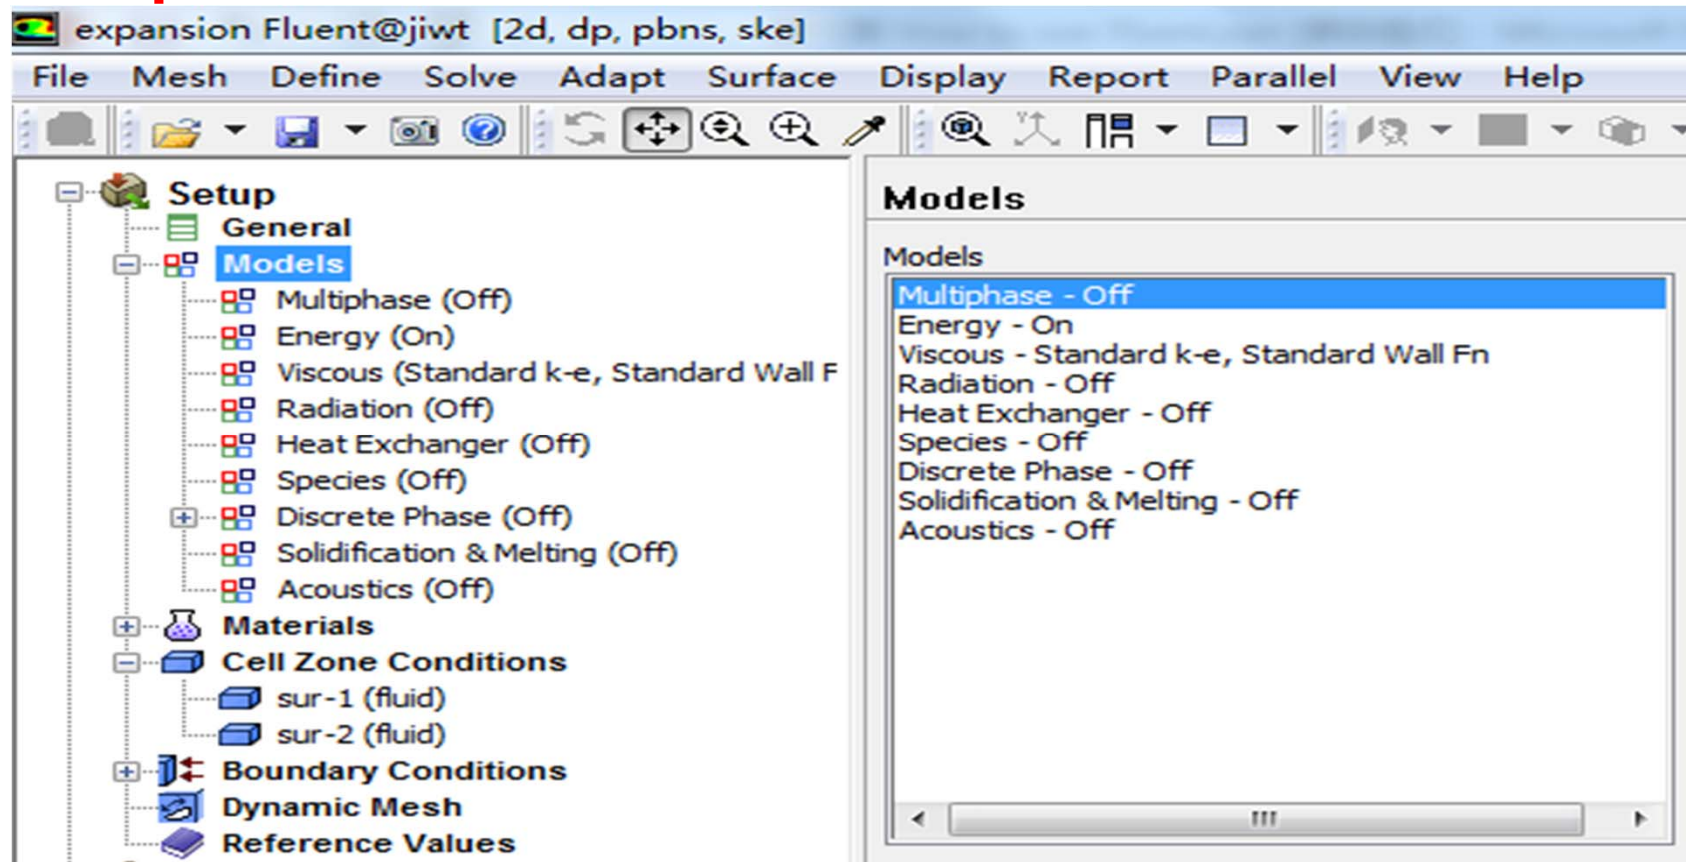 expansion Fluent@jiwt [2d, dp, pbns, ske]
File Mesh Define Solve Adapt Surface Display Report Parallel View Help
Setup
General
Models
Multiphase (Off)
Energy (On)
Viscous (Standard k-e, Standard Wall F
Radiation (Off)
Heat Exchanger (Off)
Species (Off)
Discrete Phase (Off)
Solidification & Melting (Off)
Acoustics (Off)
Materials
Cell Zone Conditions
sur-1 (fluid)
sur-2 (fluid)
Boundary Conditions
Dynamic Mesh
Reference Values
Models
Models
Multiphase - Off
Energy - On
Viscous - Standard k-e, Standard Wall Fn
Radiation - Off
Heat Exchanger - Off
Species - Off
Discrete Phase - Off
Solidification & Melting - Off
Acoustics - Off